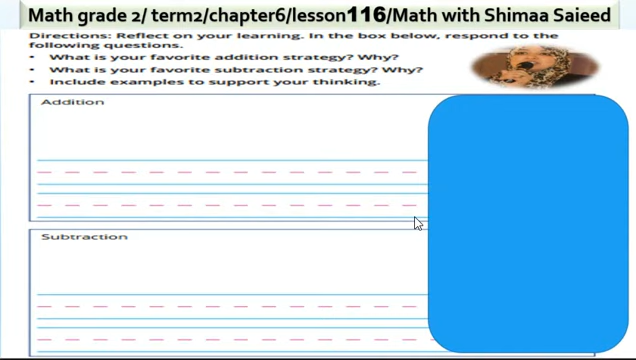 Math grade 2/ term2/chapter6/lesson116/Math with Shimaa Saieed
Directions: Reflect on your learning. In the box below, respond to the
following questions.
• What is your favorite addition strategy? Why?
• What is your favorite subtraction strategy? Why?
• Include examples to support your thinking.
Addition
Subtraction